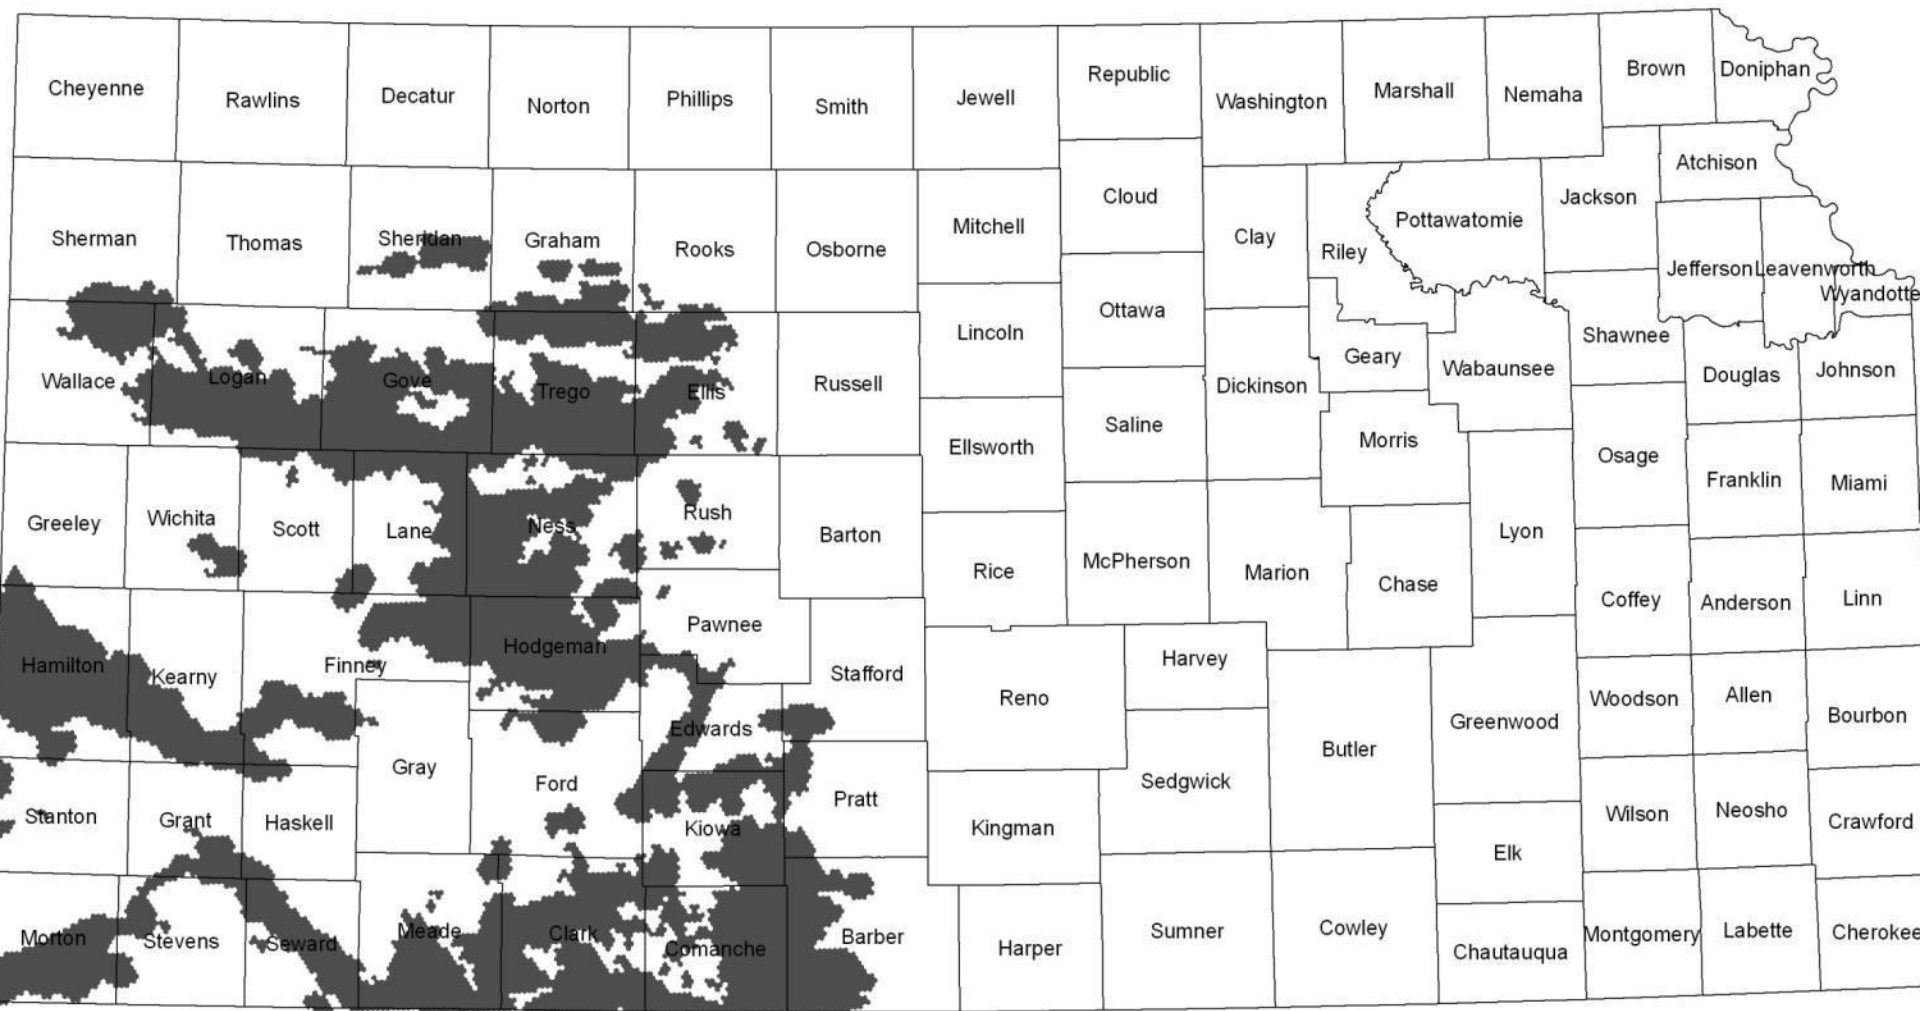 Cheyenne
Rawlins
Decatur
Norton
Phillips
Smith
Jewell
Republic
Washington
Marshall
Nemaha
Brown
Doniphan
Sherman
Thomas
Sheridan
Graham
Rooks
Osborne
Mitchell
Cloud
Clay
Riley
Pottawatomie
Jackson
Atchison
Jefferson
Leavenworth
Wyandotte
Wallace
Logan
Gove
Trego
Ellis
Russell
Lincoln
Ottawa
Dickinson
Geary
Wabaunsee
Shawnee
Douglas
Johnson
Ellsworth
Saline
Morris
Osage
Franklin
Miami
Greeley
Wichita
Scott
Lane
Ness
Rush
Barton
Rice
McPherson
Marion
Chase
Lyon
Coffey
Anderson
Linn
Hamilton
Kearny
Finney
Hodgeman
Pawnee
Stafford
Reno
Harvey
Butler
Greenwood
Woodson
Allen
Bourbon
Gray
Ford
Edwards
Stanton
Grant
Haskell
Kiowa
Pratt
Kingman
Sedgwick
Elk
Wilson
Neosho
Crawford
Morton
Stevens
Seward
Meade
Clark
Comanche
Barber
Harper
Sumner
Cowley
Chautauqua
Montgomery
Labette
Cherokee